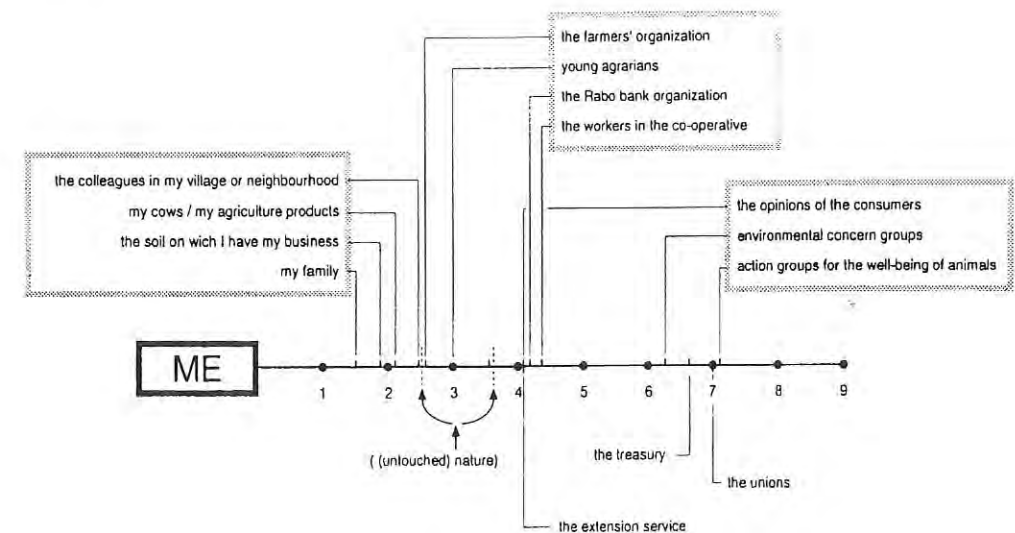 the farmers' organization
young agrarians
the Rabo bank organization
the workers in the co-operative
the colleagues in my village or neighbourhood
my cows / my agriculture products
the soil on wich I have my business
my family
the opinions of the consumers
environmental concern groups
action groups for the well-being of animals
ME
1 2 3 4 5 6 7 8 9
( (untouched) nature)
the treasury
the unions
the extension service